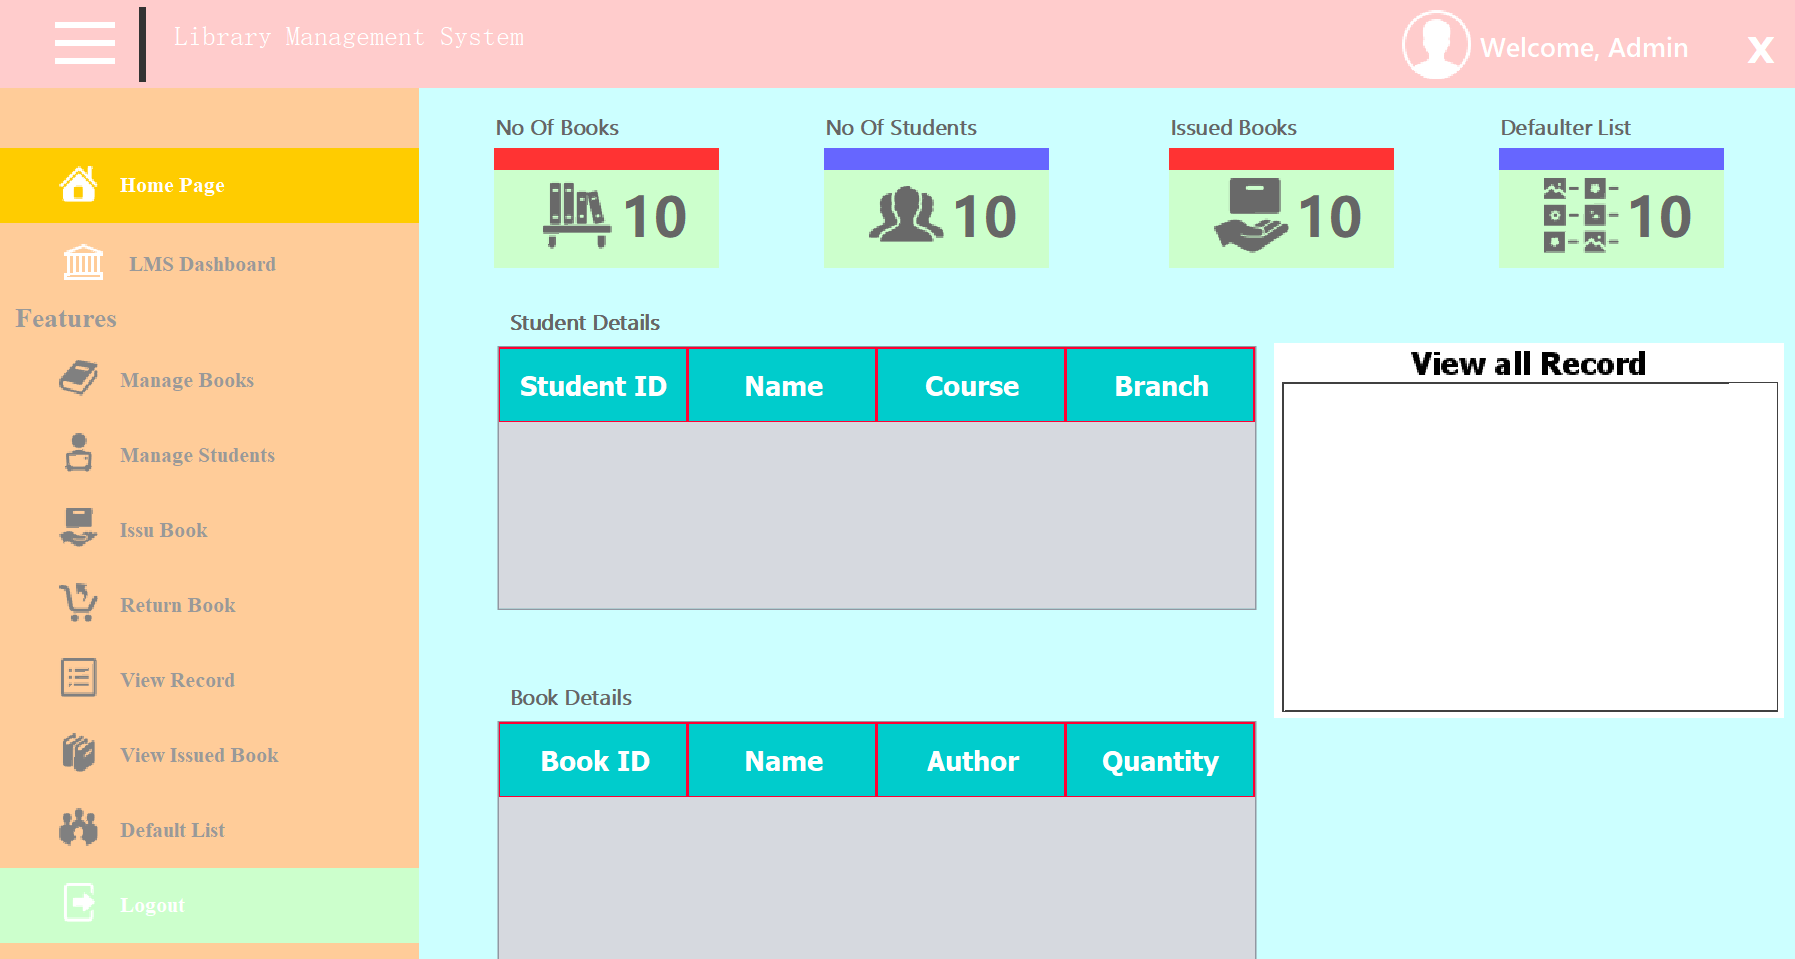 Library Management System
Welcome, Admin
X
Home Page
LMS Dashboard
Features
Manage Books
Manage Students
Issu Book
Return Book
View Record
View Issued Book
Default List
Logout
No Of Books
10
No Of Students
10
Issued Books
10
Defaulter List
10
Student Details
Student ID Name Course Branch
View all Record
Book Details
Book ID Name Author Quantity